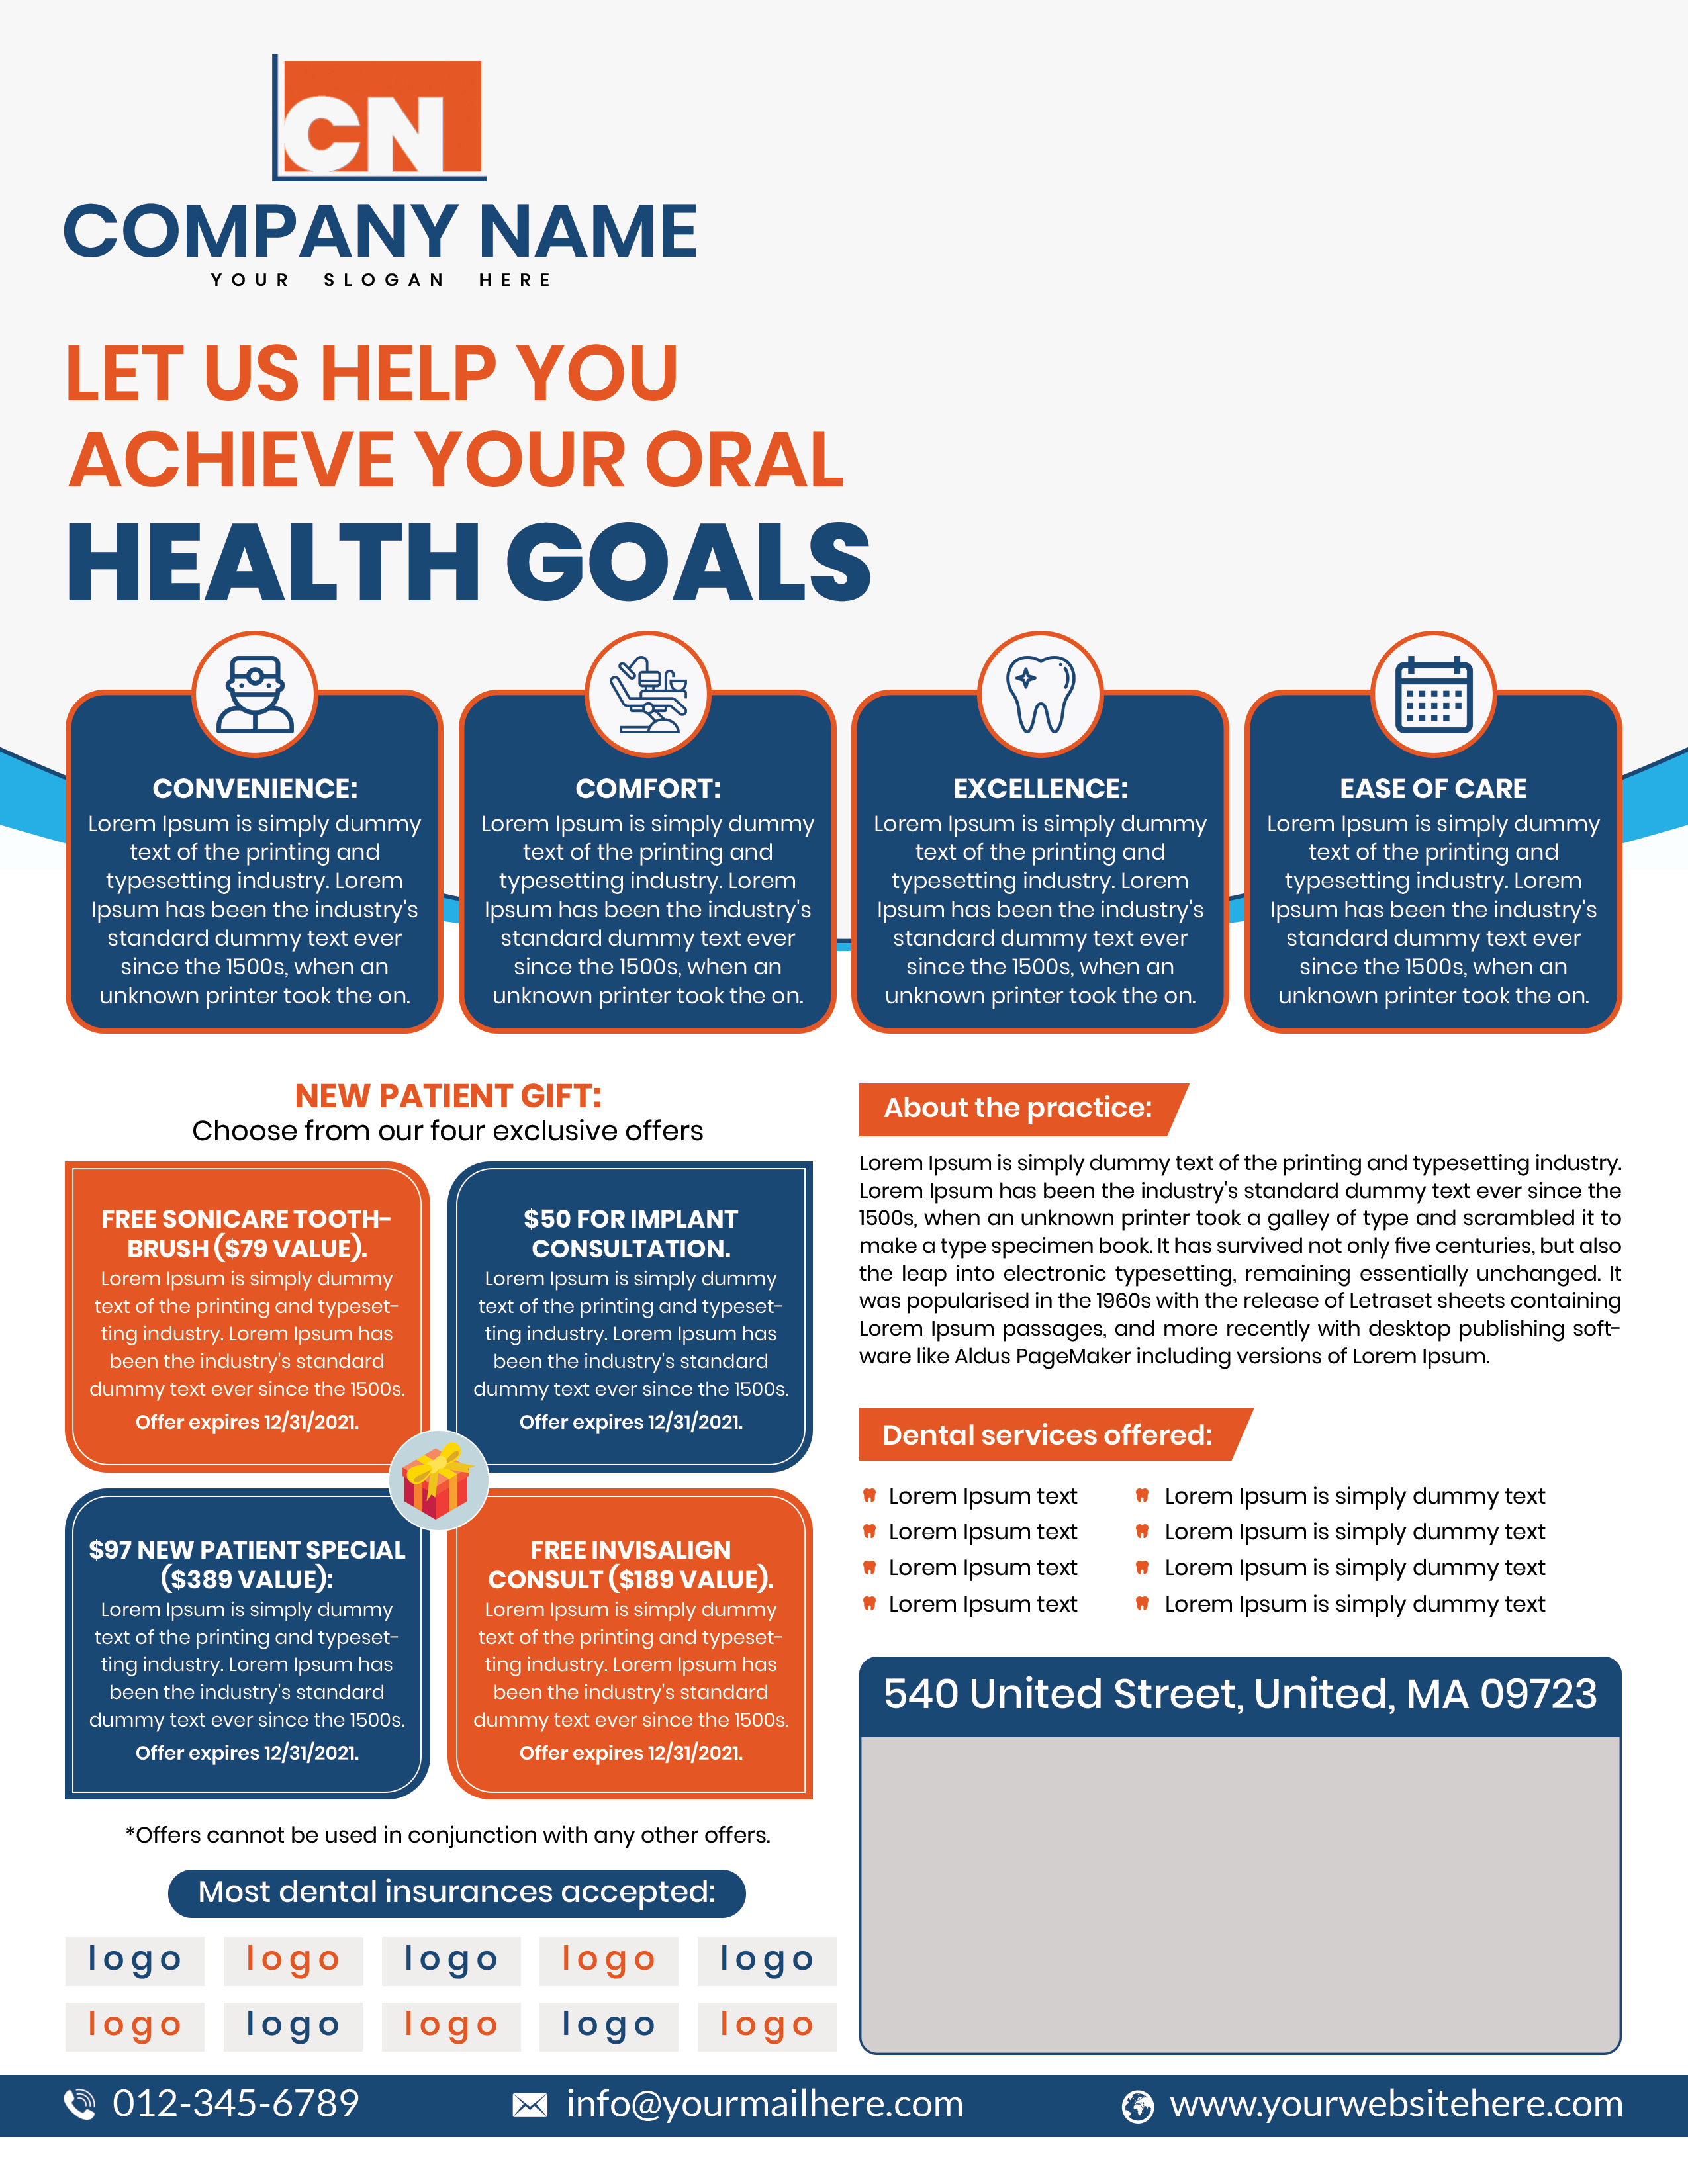 CN
COMPANY NAME
YOUR SLOGAN HERE
LET US HELP YOU
ACHIEVE YOUR ORAL
HEALTH GOALS
CONVENIENCE:
Lorem Ipsum is simply dummy
text of the printing and
typesetting industry. Lorem
Ipsum has been the industry's
standard dummy text ever
since the 1500s, when an
unknown printer took the on.
COMFORT:
Lorem Ipsum is simply dummy
text of the printing and
typesetting industry. Lorem
Ipsum has been the industry's
standard dummy text ever
since the 1500s, when an
unknown printer took the on.
EXCELLENCE:
Lorem Ipsum is simply dummy
text of the printing and
typesetting industry. Lorem
Ipsum has been the industry's
standard dummy text ever
since the 1500s, when an
unknown printer took the on.
EASE OF CARE
Lorem Ipsum is simply dummy
text of the printing and
typesetting industry. Lorem
Ipsum has been the industry's
standard dummy text ever
since the 1500s, when an
unknown printer took the on.
NEW PATIENT GIFT:
Choose from our four exclusive offers
FREE SONICARE TOOTH-
BRUSH ($79 VALUE).
Lorem Ipsum is simply dummy
text of the printing and typeset-
ting industry. Lorem Ipsum has
been the industry's standard
dummy text ever since the 1500s.
Offer expires 12/31/2021.
$50 FOR IMPLANT
CONSULTATION.
Lorem Ipsum is simply dummy
text of the printing and typeset-
ting industry. Lorem Ipsum has
been the industry's standard
dummy text ever since the 1500s.
Offer expires 12/31/2021.
$97 NEW PATIENT SPECIAL
($389 VALUE):
Lorem Ipsum is simply dummy
text of the printing and typeset-
ting industry. Lorem Ipsum has
been the industry's standard
dummy text ever since the 1500s.
Offer expires 12/31/2021.
FREE INVISALIGN
CONSULT ($189 VALUE).
Lorem Ipsum is simply dummy
text of the printing and typeset-
ting industry. Lorem Ipsum has
been the industry's standard
dummy text ever since the 1500s.
Offer expires 12/31/2021.
*Offers cannot be used in conjunction with any other offers.
Most dental insurances accepted:
logo logo logo logo logo
logo logo logo logo logo
About the practice:
Lorem Ipsum is simply dummy text of the printing and typesetting industry.
Lorem Ipsum has been the industry's standard dummy text ever since the
1500s, when an unknown printer took a galley of type and scrambled it to
make a type specimen book. It has survived not only five centuries, but also
the leap into electronic typesetting, remaining essentially unchanged. It
was popularised in the 1960s with the release of Letraset sheets containing
Lorem Ipsum passages, and more recently with desktop publishing soft-
ware like Aldus PageMaker including versions of Lorem Ipsum.
Dental services offered:
Lorem Ipsum text
Lorem Ipsum text
Lorem Ipsum text
Lorem Ipsum text
Lorem Ipsum is simply dummy text
Lorem Ipsum is simply dummy text
Lorem Ipsum is simply dummy text
Lorem Ipsum is simply dummy text
540 United Street, United, MA 09723
012-345-6789
info@yourmailhere.com
www.yourwebsitehere.com